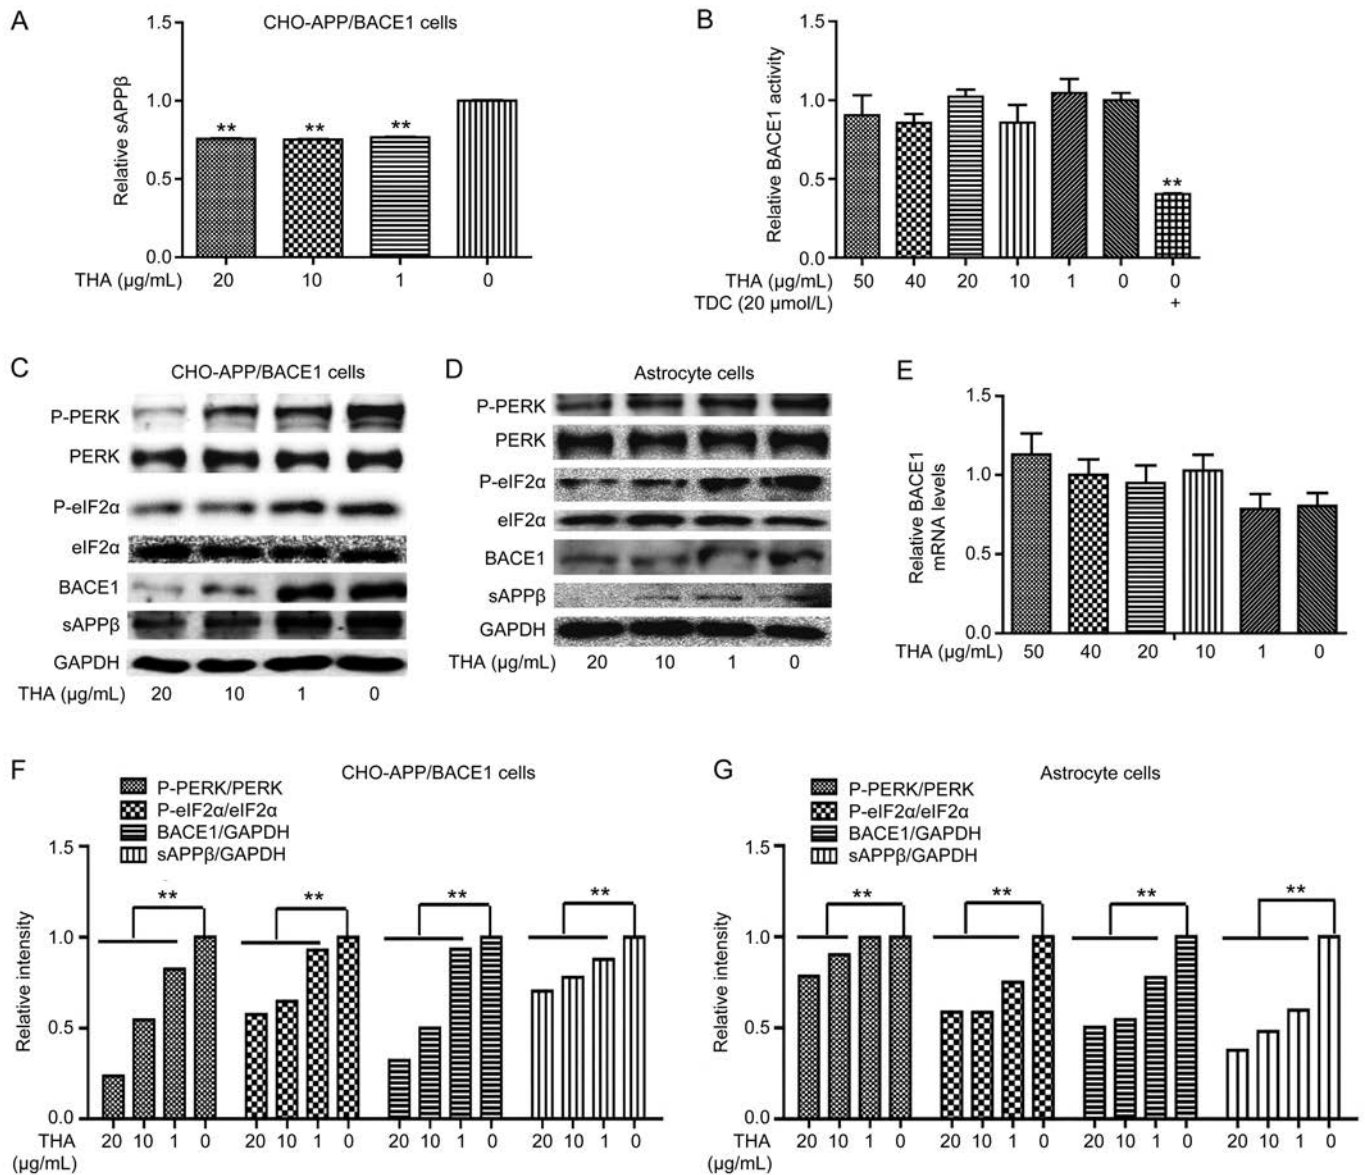 A
CHO-APP/BACE1 cells
Relative sAPPβ
1.5
1.0
0.5
0.0
** ** **
THA (µg/mL) 20 10 1 0
B
Relative BACE1 activity
1.5
1.0
0.5
0.0
**
THA (µg/mL) 50 40 20 10 1 0 0
TDC (20 µmol/L) +
C
CHO-APP/BACE1 cells
P-PERK
PERK
P-eIF2α
eIF2α
BACE1
sAPPβ
GAPDH
THA (µg/mL) 20 10 1 0
D
Astrocyte cells
P-PERK
PERK
P-eIF2α
eIF2α
BACE1
sAPPβ
GAPDH
THA (µg/mL) 20 10 1 0
E
Relative BACE1
mRNA levels
1.5
1.0
0.5
0.0
THA (µg/mL) 50 40 20 10 1 0
F
CHO-APP/BACE1 cells
P-PERK/PERK
P-eIF2α/eIF2α
BACE1/GAPDH
sAPPβ/GAPDH
Relative intensity
1.5
1.0
0.5
0.0
** ** ** **
THA 20 10 1 0 20 10 1 0 20 10 1 0 20 10 1 0
(µg/mL)
G
Astrocyte cells
P-PERK/PERK
P-eIF2α/eIF2α
BACE1/GAPDH
sAPPβ/GAPDH
Relative intensity
1.5
1.0
0.5
0.0
** ** ** **
THA 20 10 1 0 20 10 1 0 20 10 1 0 20 10 1 0
(µg/mL)